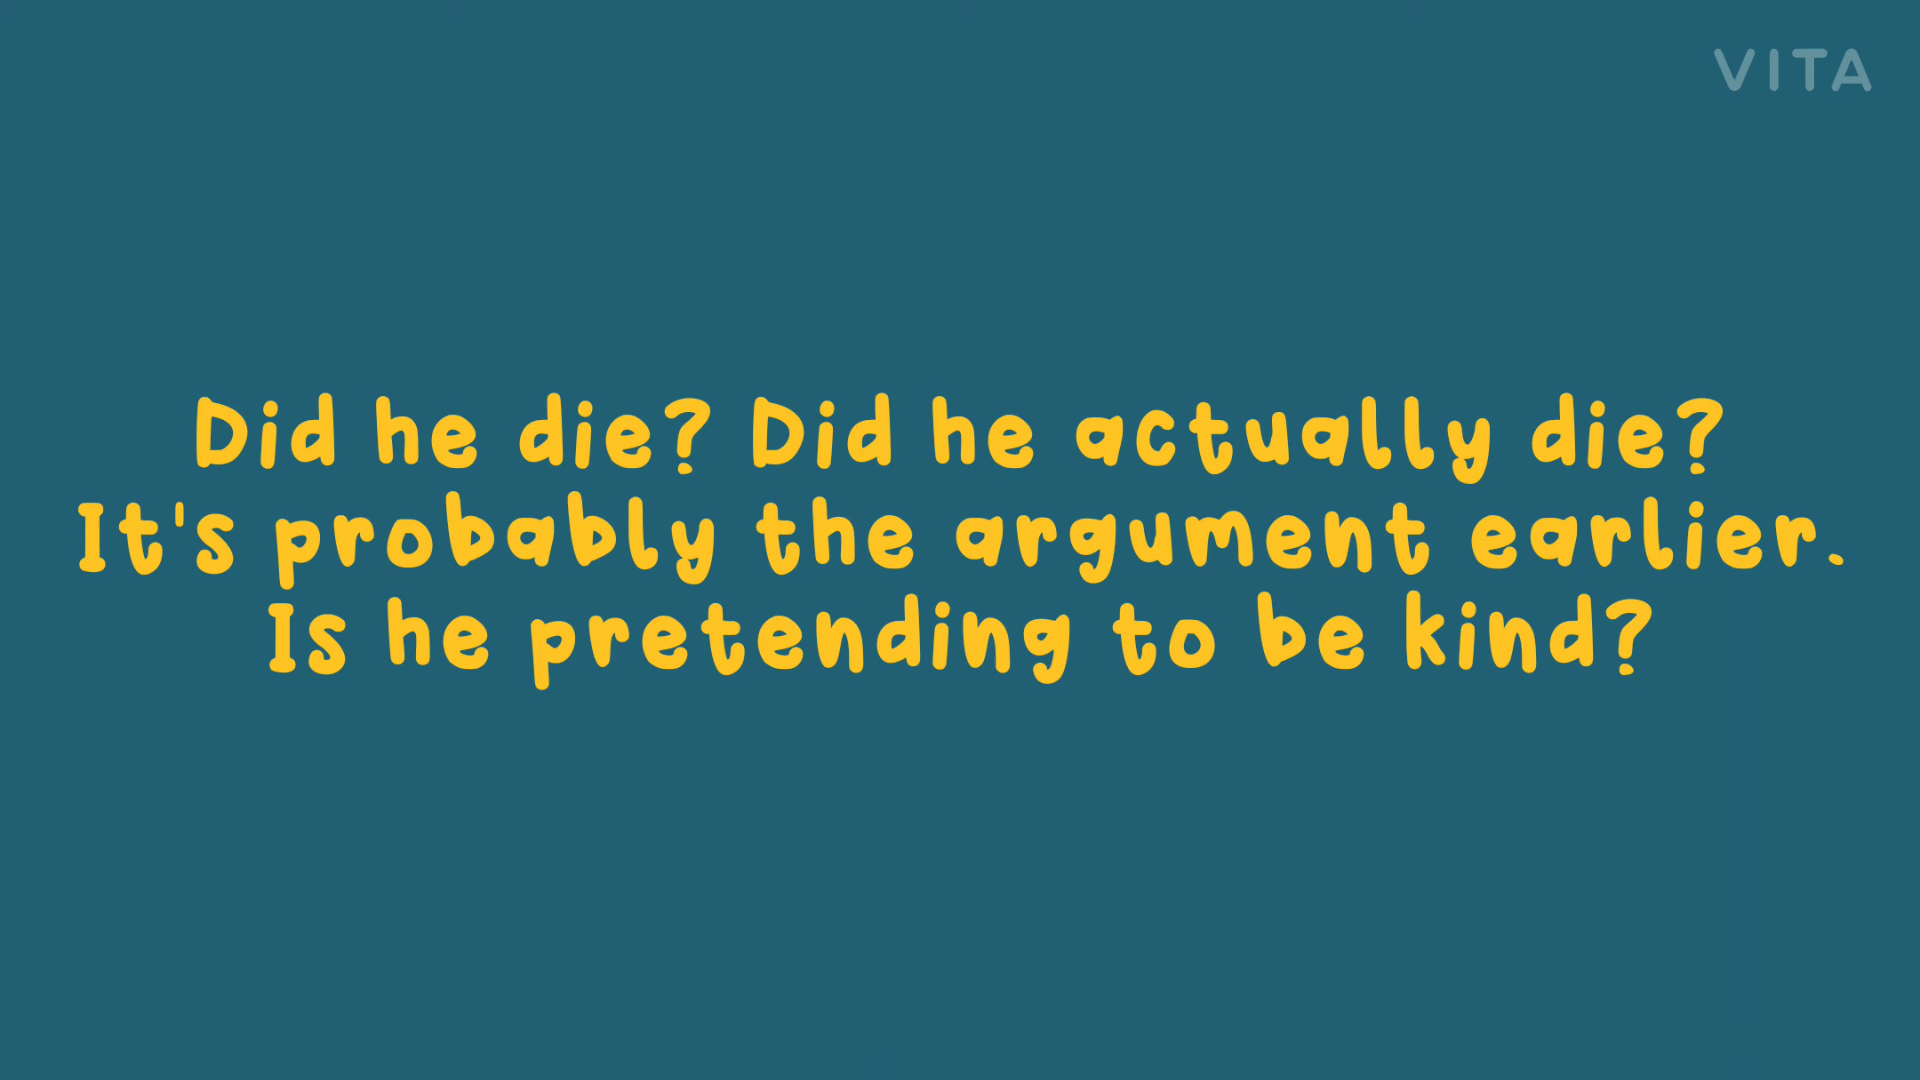 VITA
Did he die? Did he actually die?
It's probably the argument earlier.
Is he pretending to be kind?